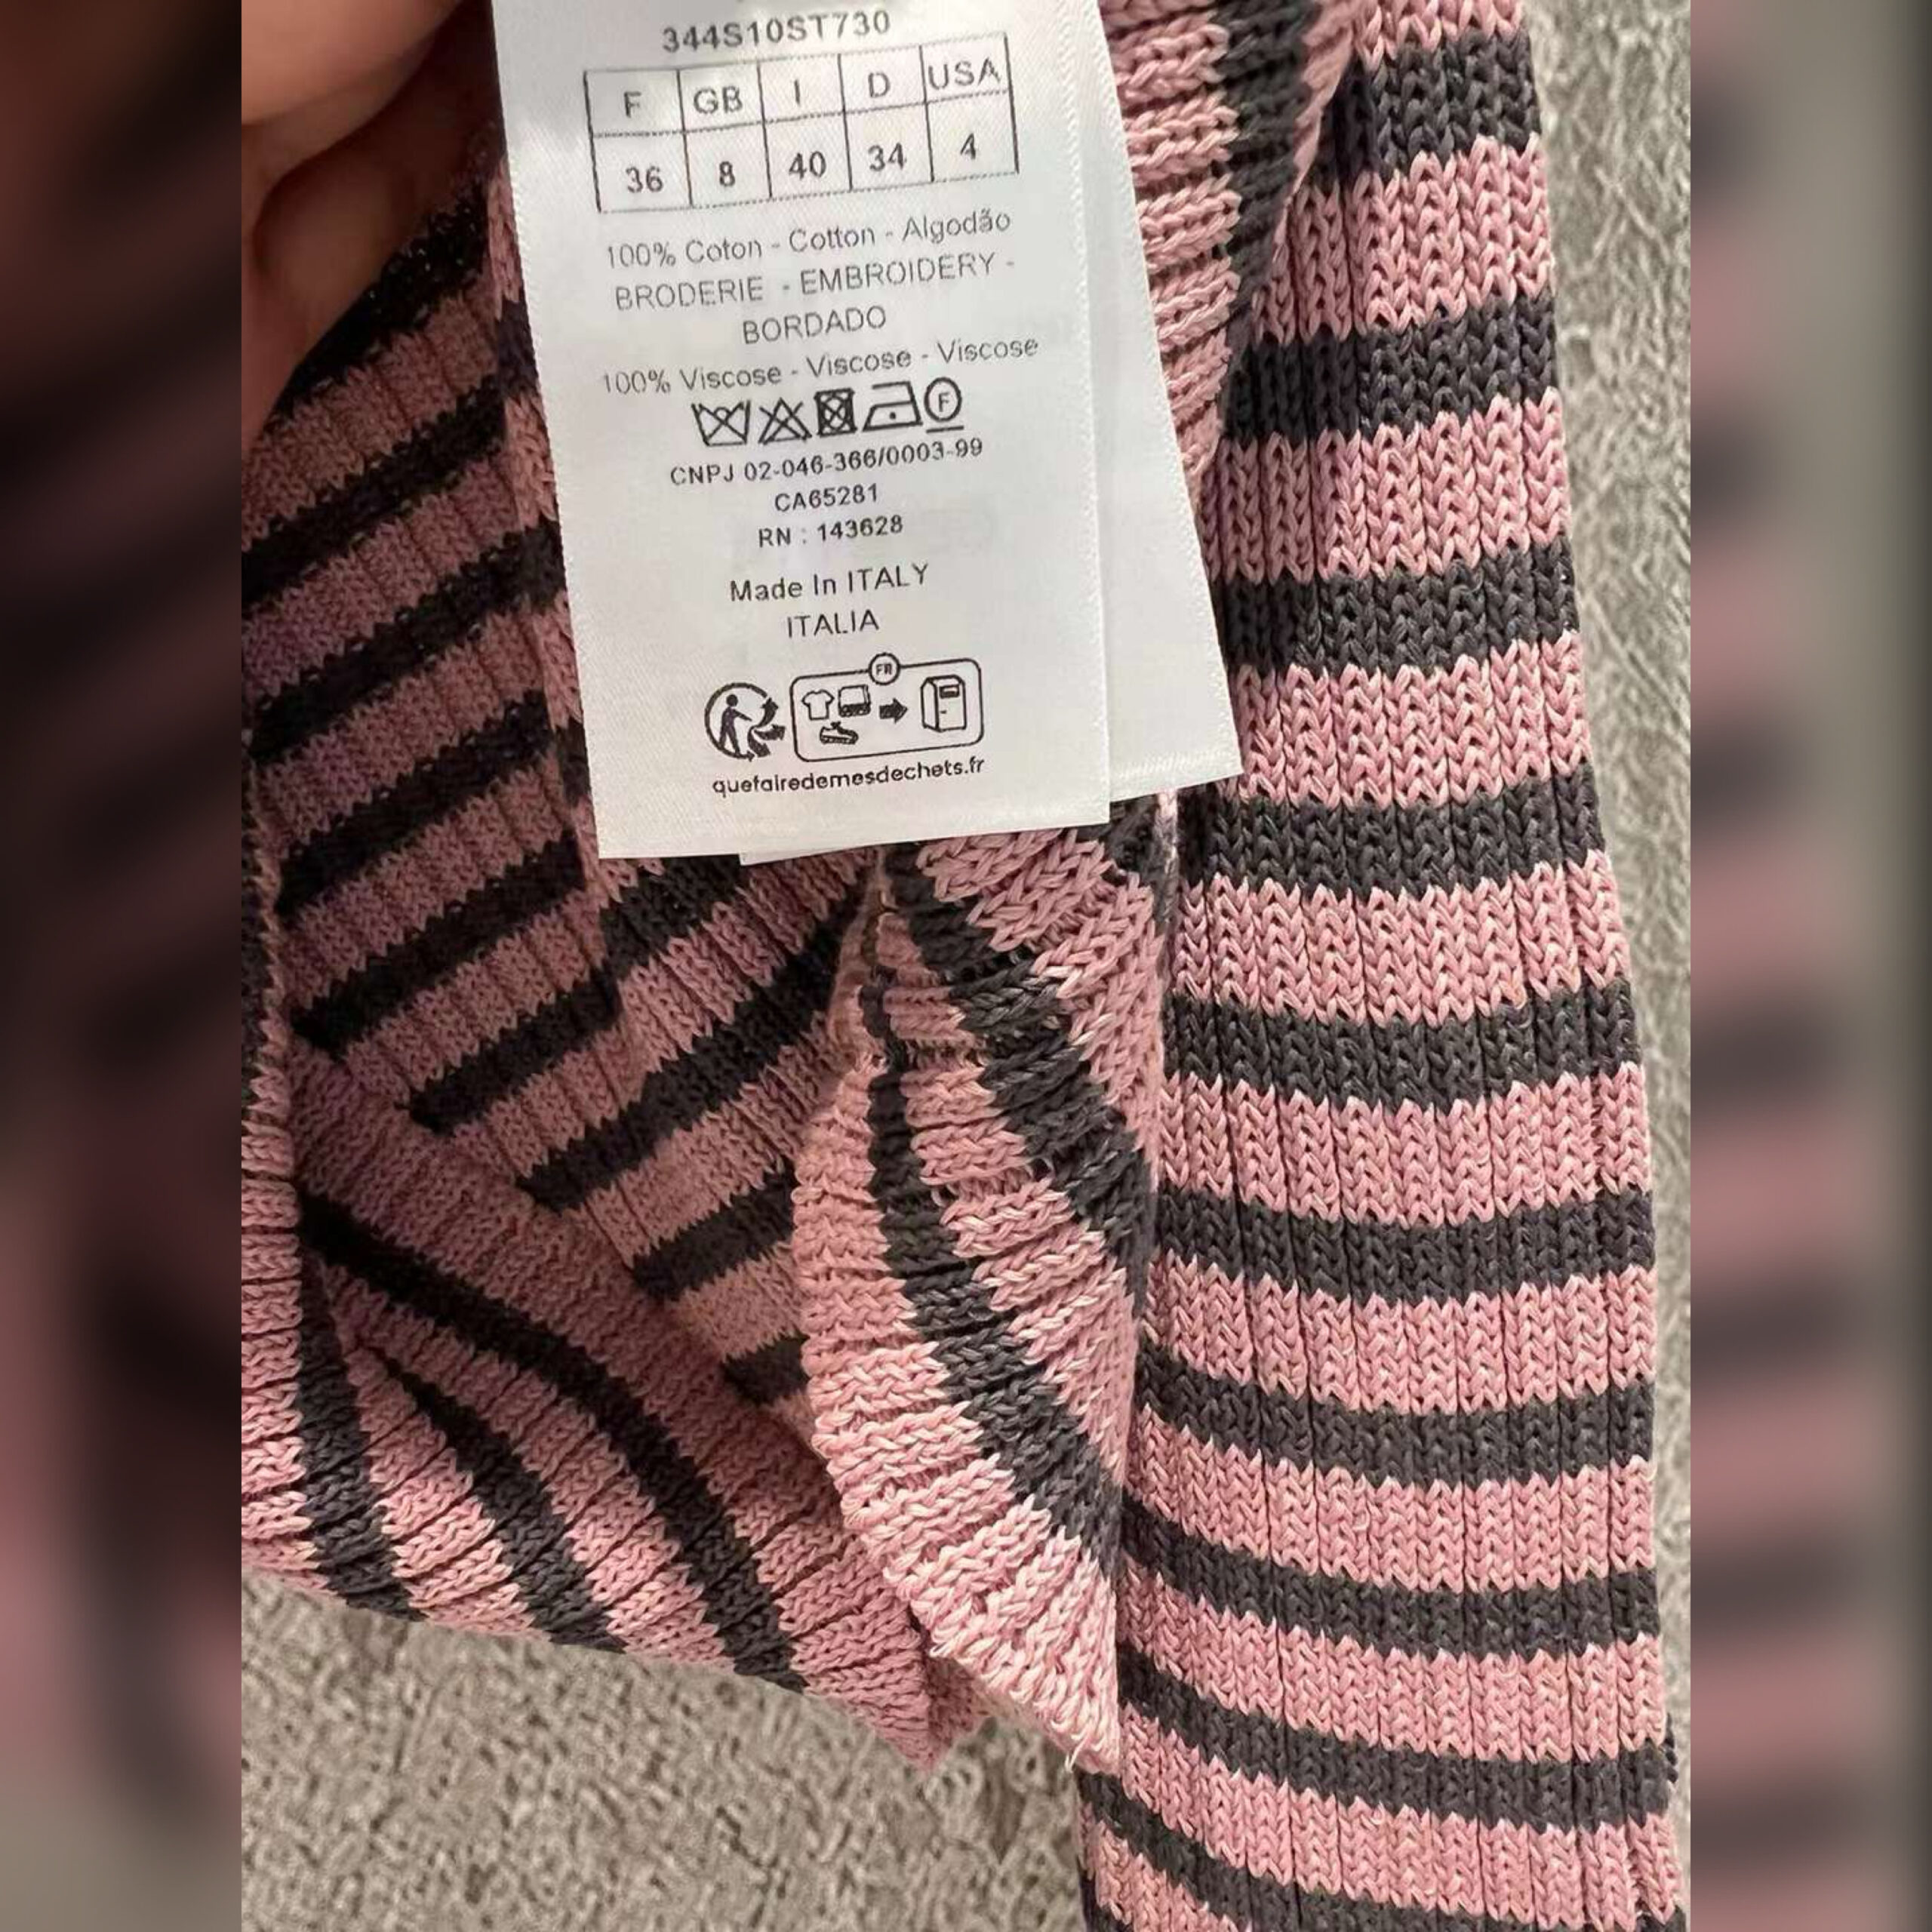 344S10ST730
F GB I D USA
36 8 40 34 4
100% Coton - Cotton - Algodão
BRODERIE - EMBROIDERY -
BORDADO
100% Viscose - Viscose - Viscose
F
CNPJ 02-046-366/0003-99
CA65281
RN : 143628
Made In ITALY
ITALIA
FR
quefairedemesdechets.fr